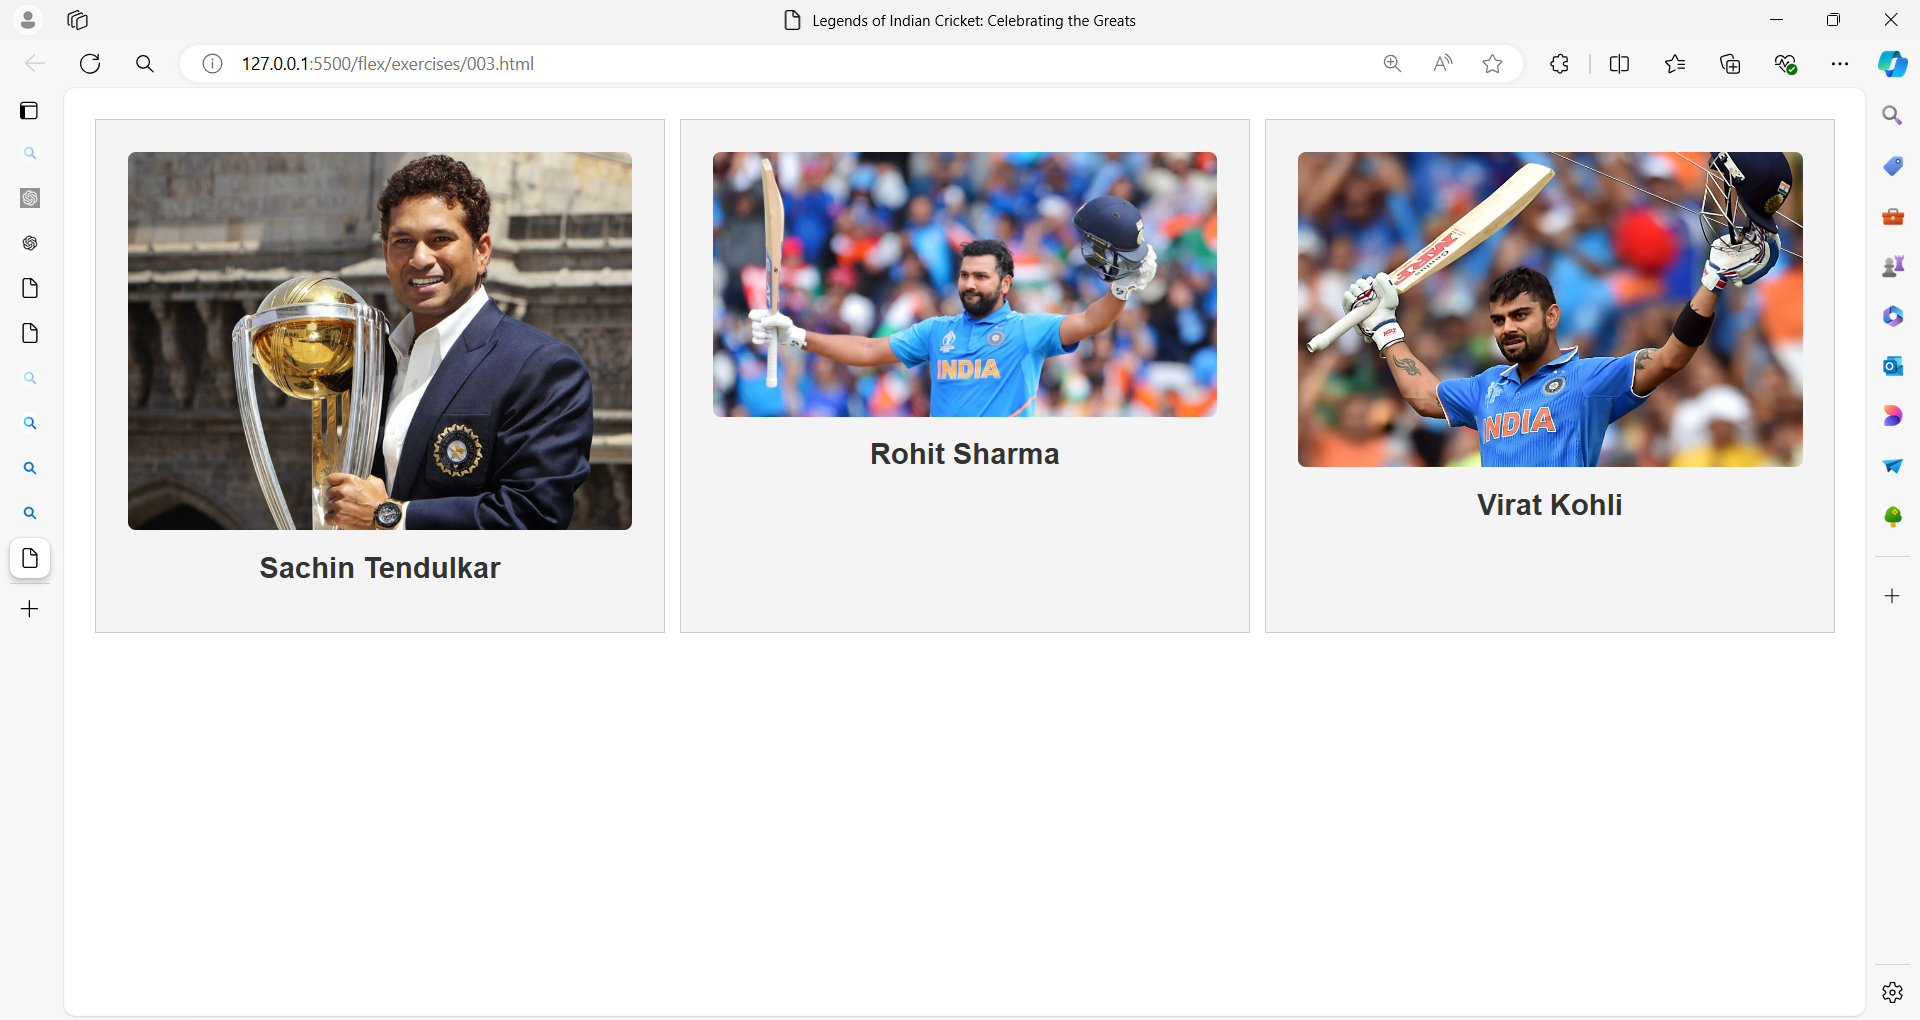 Legends of Indian Cricket: Celebrating the Greats
127.0.0.1:5500/flex/exercises/003.html
INDIA
INDIA
Rohit Sharma
Virat Kohli
Sachin Tendulkar